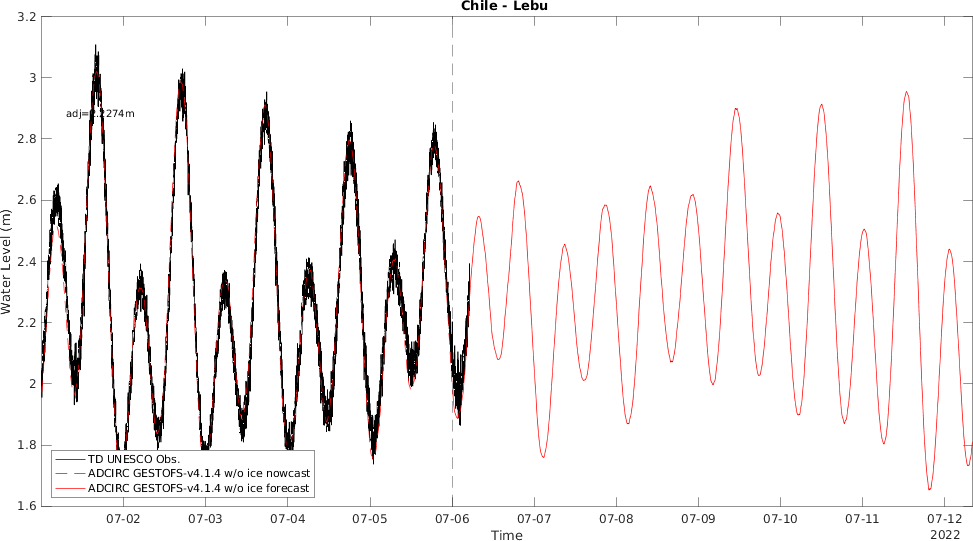 Chile - Lebu
Water Level (m)
3.2
3
2.8
2.6
2.4
2.2
2
1.8
1.6
adj=2.2274m
TD UNESCO Obs.
ADCIRC GESTOFS-v4.1.4 w/o ice nowcast
ADCIRC GESTOFS-v4.1.4 w/o ice forecast
07-02 07-03 07-04 07-05 07-06 07-07 07-08 07-09 07-10 07-11 07-12
Time
2022